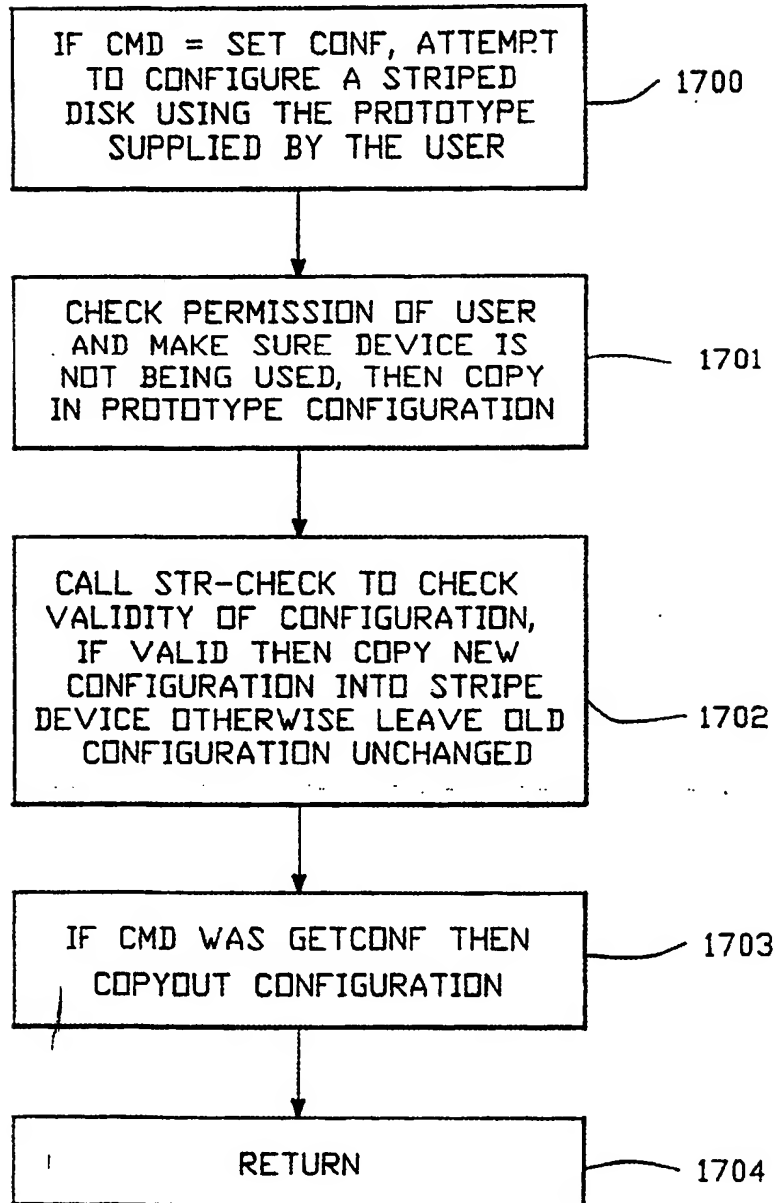 IF CMD = SET CONF, ATTEMPT
TO CONFIGURE A STRIPED
DISK USING THE PROTOTYPE
SUPPLIED BY THE USER
1700
CHECK PERMISSION OF USER
AND MAKE SURE DEVICE IS
NOT BEING USED, THEN COPY
IN PROTOTYPE CONFIGURATION
1701
CALL STR-CHECK TO CHECK
VALIDITY OF CONFIGURATION,
IF VALID THEN COPY NEW
CONFIGURATION INTO STRIPE
DEVICE OTHERWISE LEAVE OLD
CONFIGURATION UNCHANGED
1702
IF CMD WAS GETCONF THEN
COPYOUT CONFIGURATION
1703
RETURN
1704